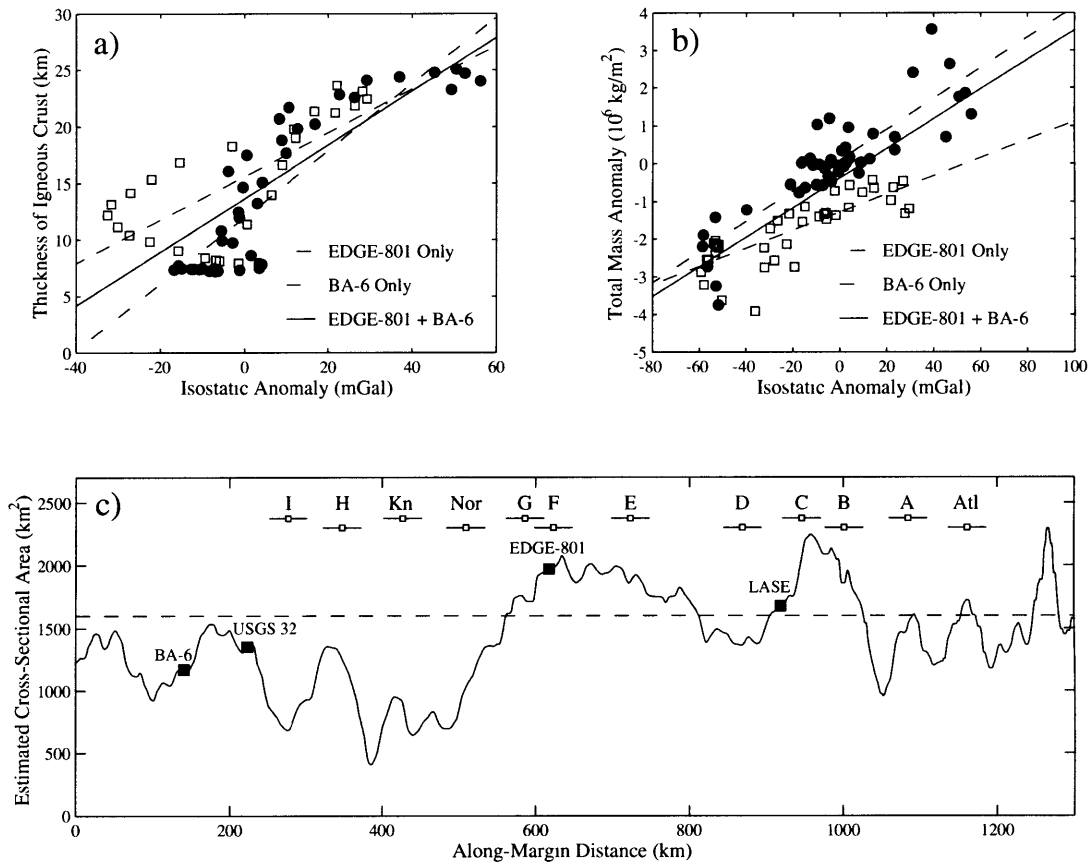 a)
Thickness of Igneous Crust (km)
30
25
20
15
10
5
0
EDGE-801 Only
BA-6 Only
EDGE-801 + BA-6
-40
-20
0
20
40
60
Isostatic Anomaly (mGal)
b)
Total Mass Anomaly (10⁶ kg/m²)
4
3
2
1
0
-1
-2
-3
-4
-5
EDGE-801 Only
BA-6 Only
EDGE-801 + BA-6
-80
-60
-40
-20
0
20
40
60
80
100
Isostatic Anomaly (mGal)
c)
Estimated Cross-Sectional Area (km²)
2500
2000
1500
1000
500
0
I H Kn Nor G F E D C B A Atl
EDGE-801
LASE
USGS 32
BA-6
0 200 400 600 800 1000 1200
Along-Margin Distance (km)